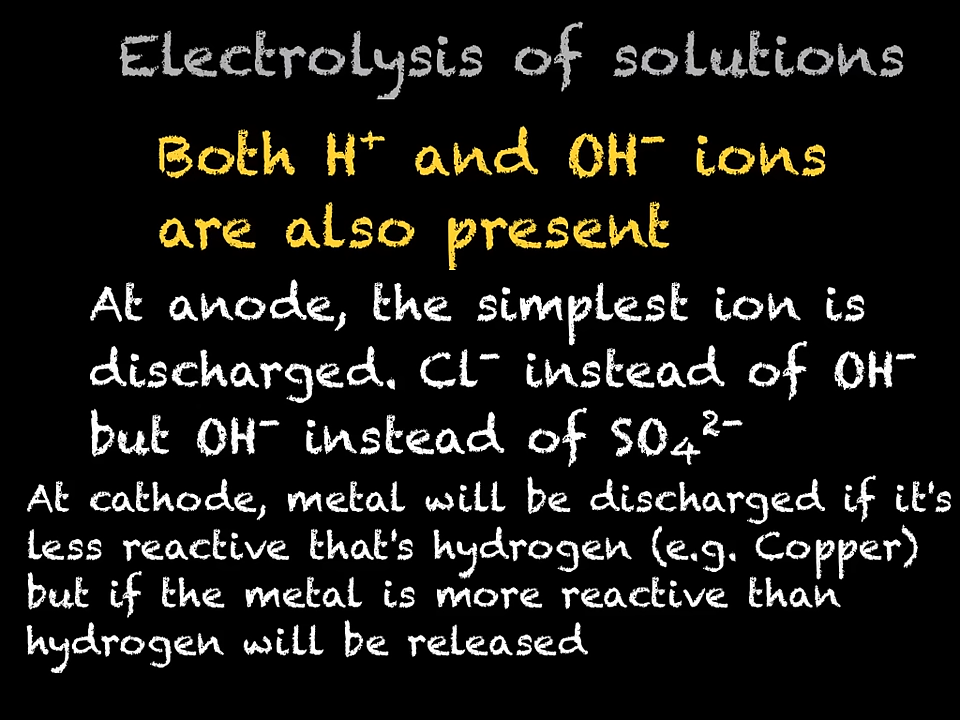 Electrolysis of solutions
Both H⁺ and OH⁻ ions
are also present
At anode, the simplest ion is
discharged. Cl⁻ instead of OH⁻
but OH⁻ instead of SO₄²⁻
At cathode, metal will be discharged if it's
less reactive that's hydrogen (e.g. Copper)
but if the metal is more reactive than
hydrogen will be released